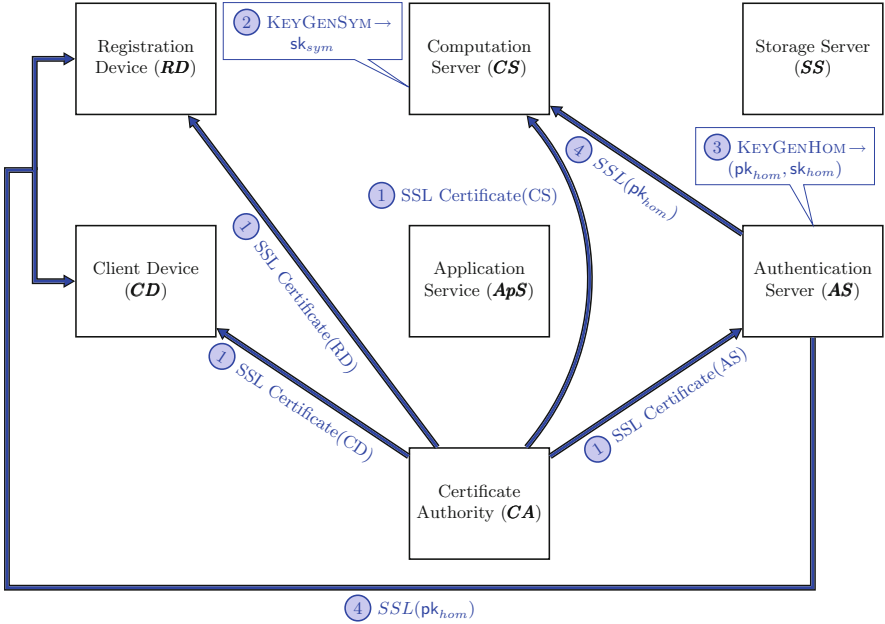 ② KEYGENSYM→
sk_sym
Registration
Device (RD)
Computation
Server (CS)
Storage Server
(SS)
③ KEYGENHOM→
(pk_hom, sk_hom)
④ SSL(pk_hom)
① SSL Certificate(CS)
① SSL Certificate(RD)
Client Device
(CD)
Application
Service (ApS)
Authentication
Server (AS)
① SSL Certificate(CD)
① SSL Certificate(AS)
Certificate
Authority (CA)
④ SSL(pk_hom)